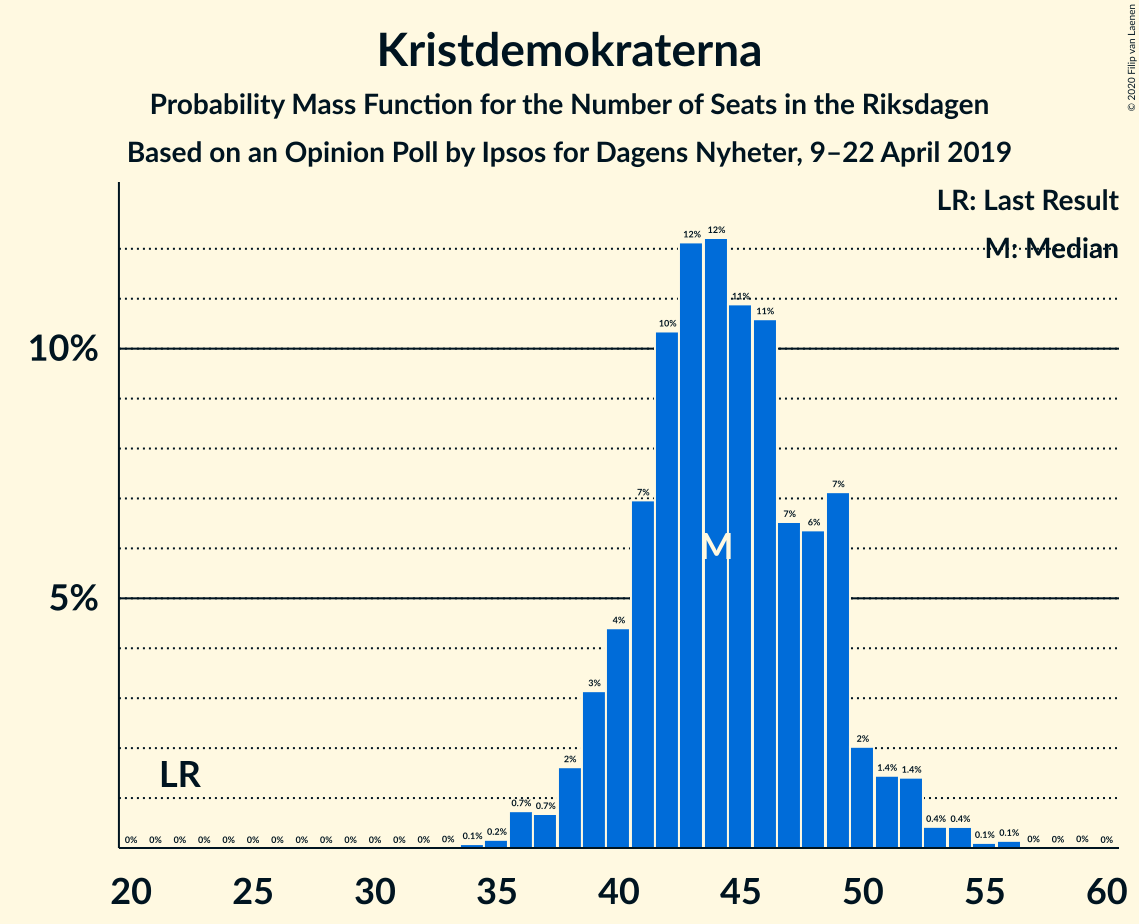 © 2020 Filip van Laenen
Kristdemokraterna
Probability Mass Function for the Number of Seats in the Riksdagen
Based on an Opinion Poll by Ipsos for Dagens Nyheter, 9–22 April 2019
LR: Last Result
M: Median
10%
5%
0% 0% 0% 0% 0% 0% 0% 0% 0% 0% 0% 0% 0% 0% 0.1% 0.2% 0.7% 0.7% 2% 3% 4% 7% 10% 12% 12% 11% 11% 7% 6% 7% 2% 1.4% 1.4% 0.4% 0.4% 0.1% 0.1% 0% 0% 0% 0%
M
LR
20 25 30 35 40 45 50 55 60